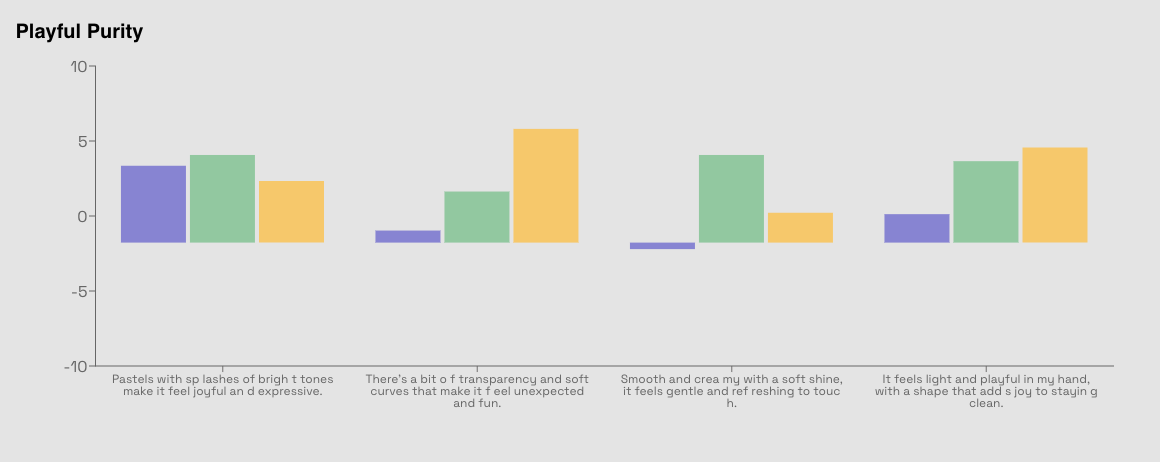 Playful Purity
10
5
0
-5
-10
Pastels with sp lashes of brigh t tones
make it feel joyful an d expressive.
There's a bit o f transparency and soft
curves that make it f eel unexpected
and fun.
Smooth and crea my with a soft shine,
it feels gentle and ref reshing to touc
h.
It feels light and playful in my hand,
with a shape that add s joy to stayin g
clean.